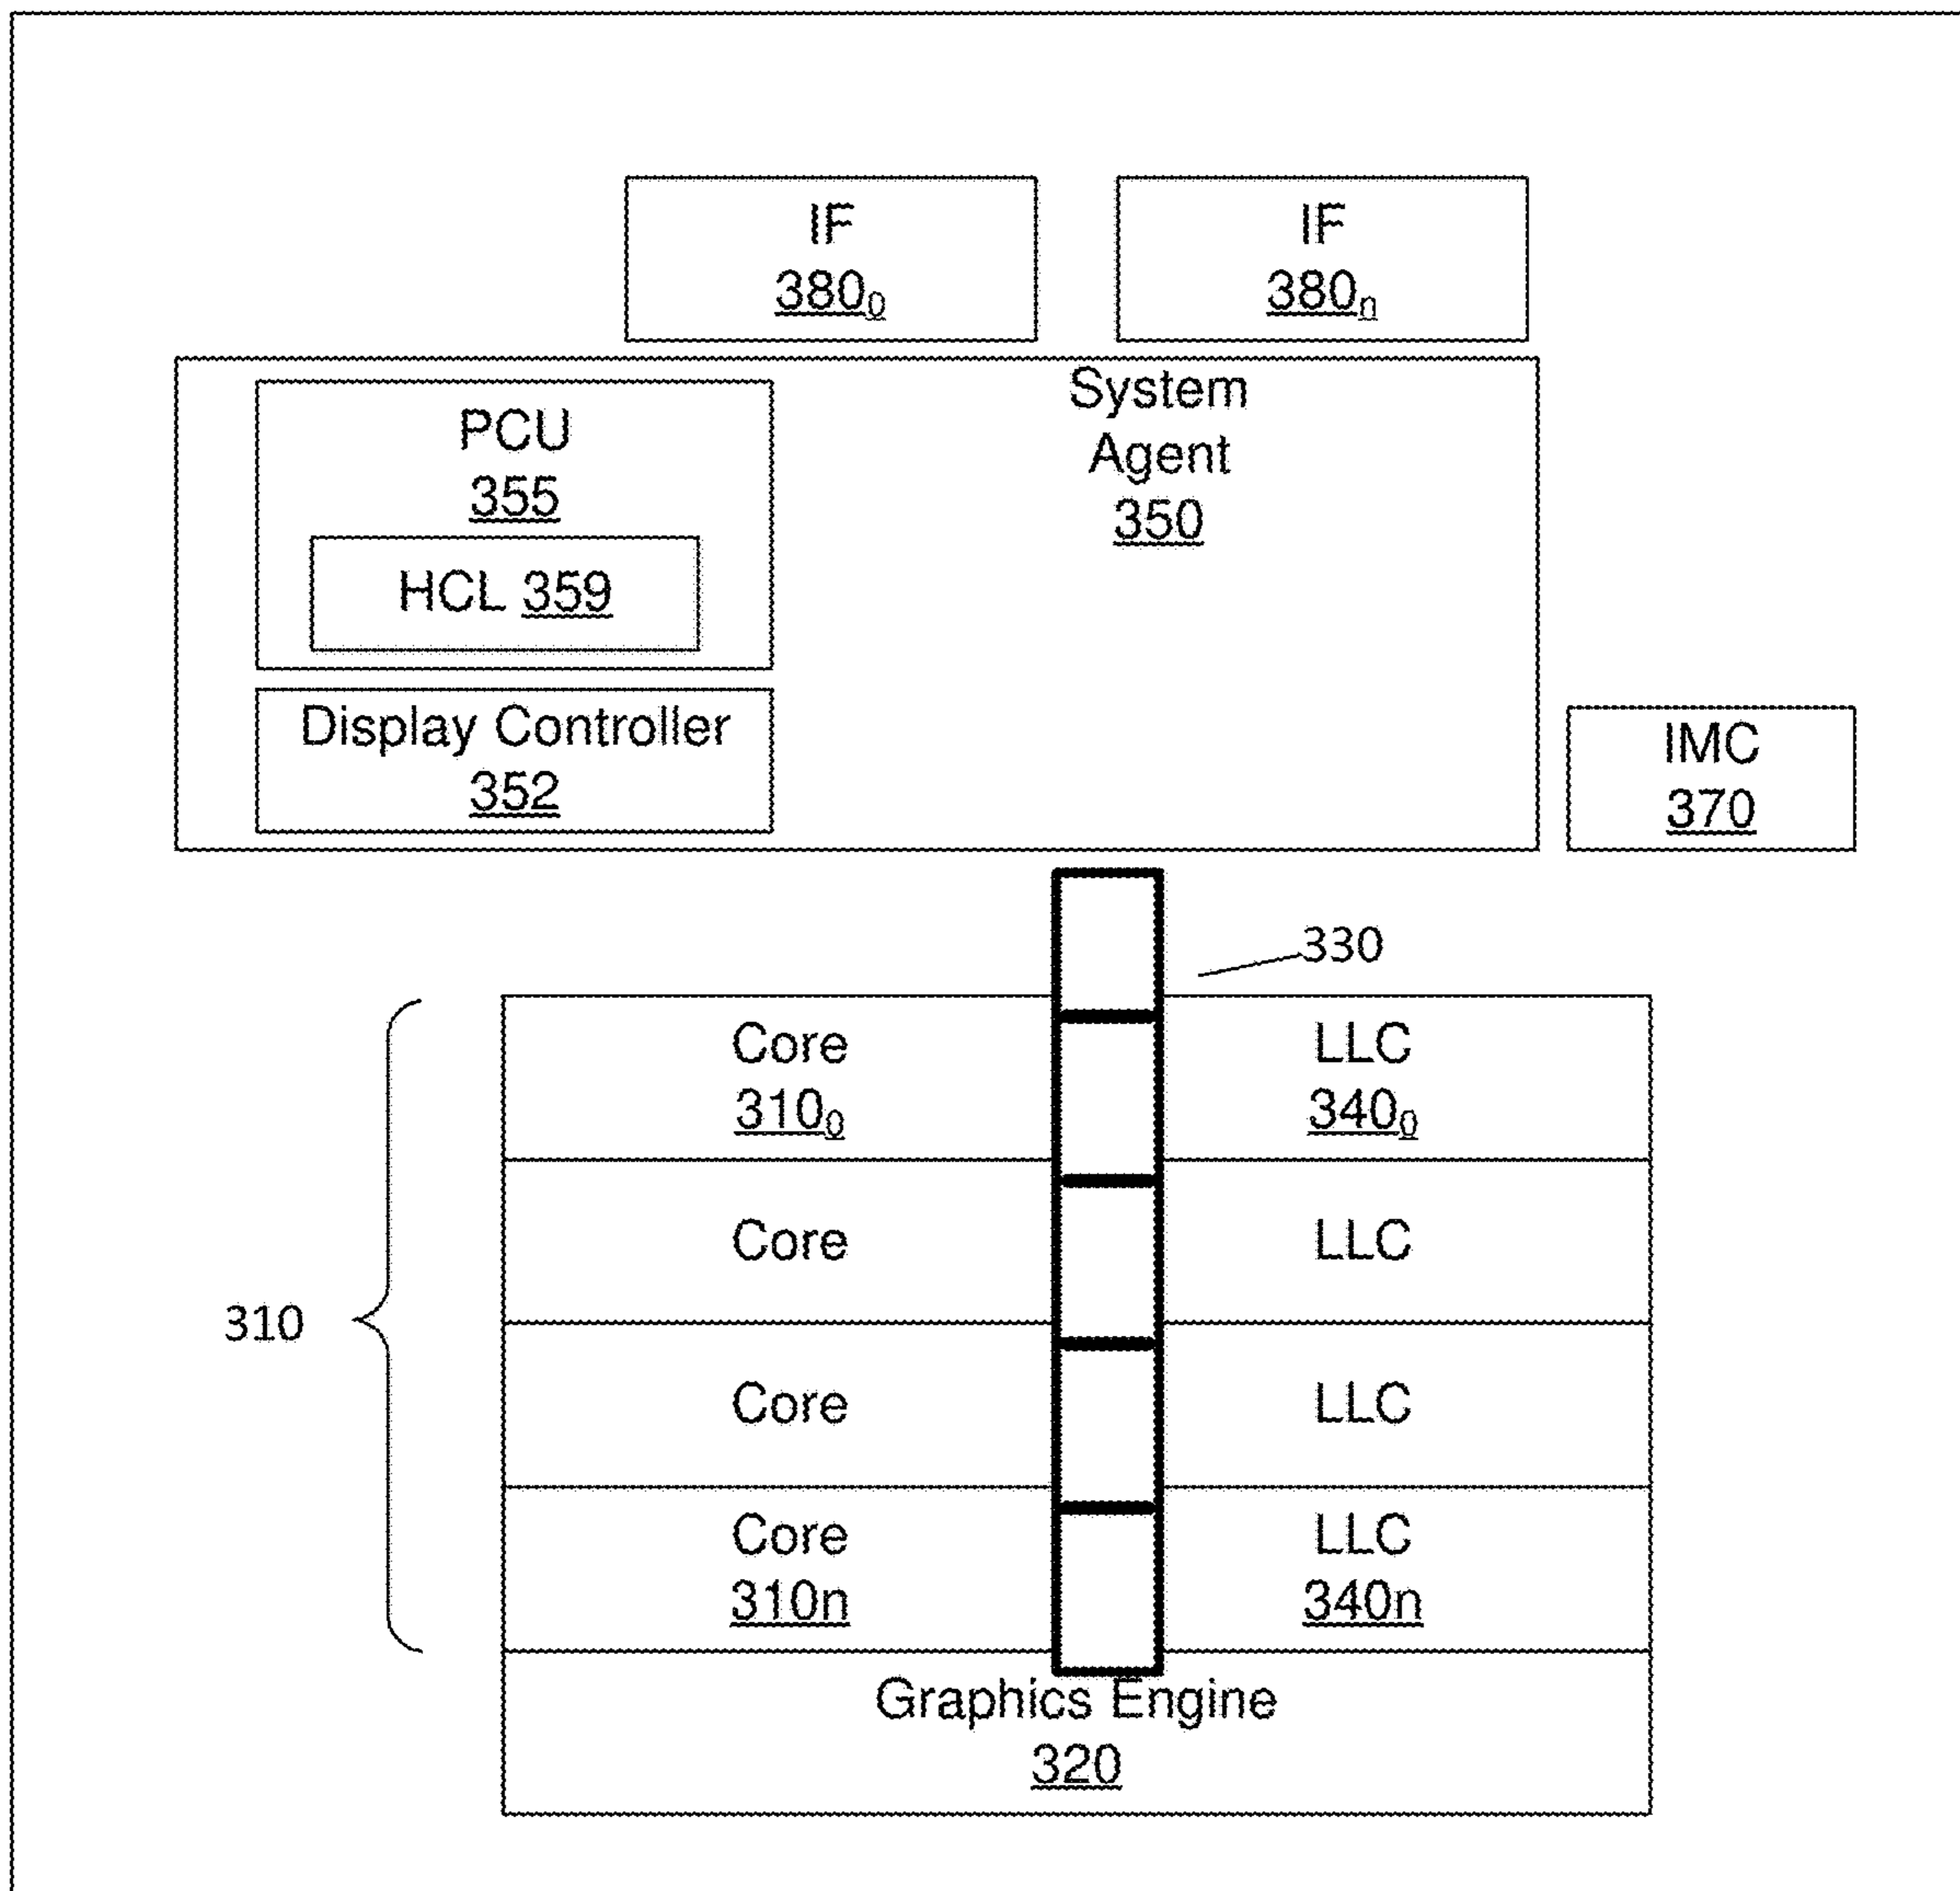 IF
380₀
IF
380ₙ
System
Agent
350
PCU
355
HCL 359
Display Controller
352
IMC
370
330
310
Core
310₀
LLC
340₀
Core
LLC
Core
LLC
Core
310n
LLC
340n
Graphics Engine
320